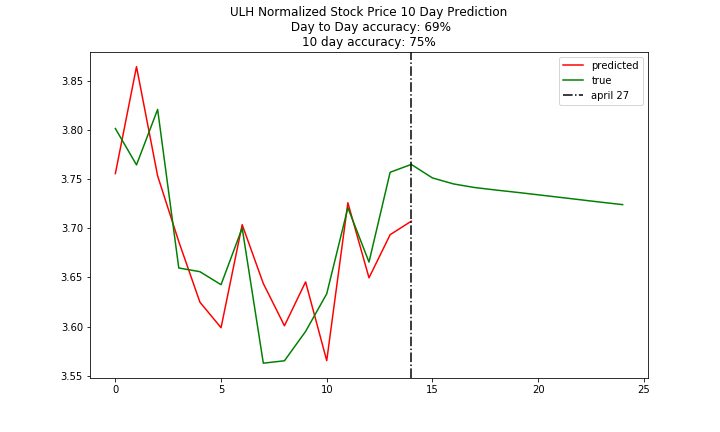 ULH Normalized Stock Price 10 Day Prediction
Day to Day accuracy: 69%
10 day accuracy: 75%
predicted
true
april 27
3.85
3.80
3.75
3.70
3.65
3.60
3.55
0 5 10 15 20 25